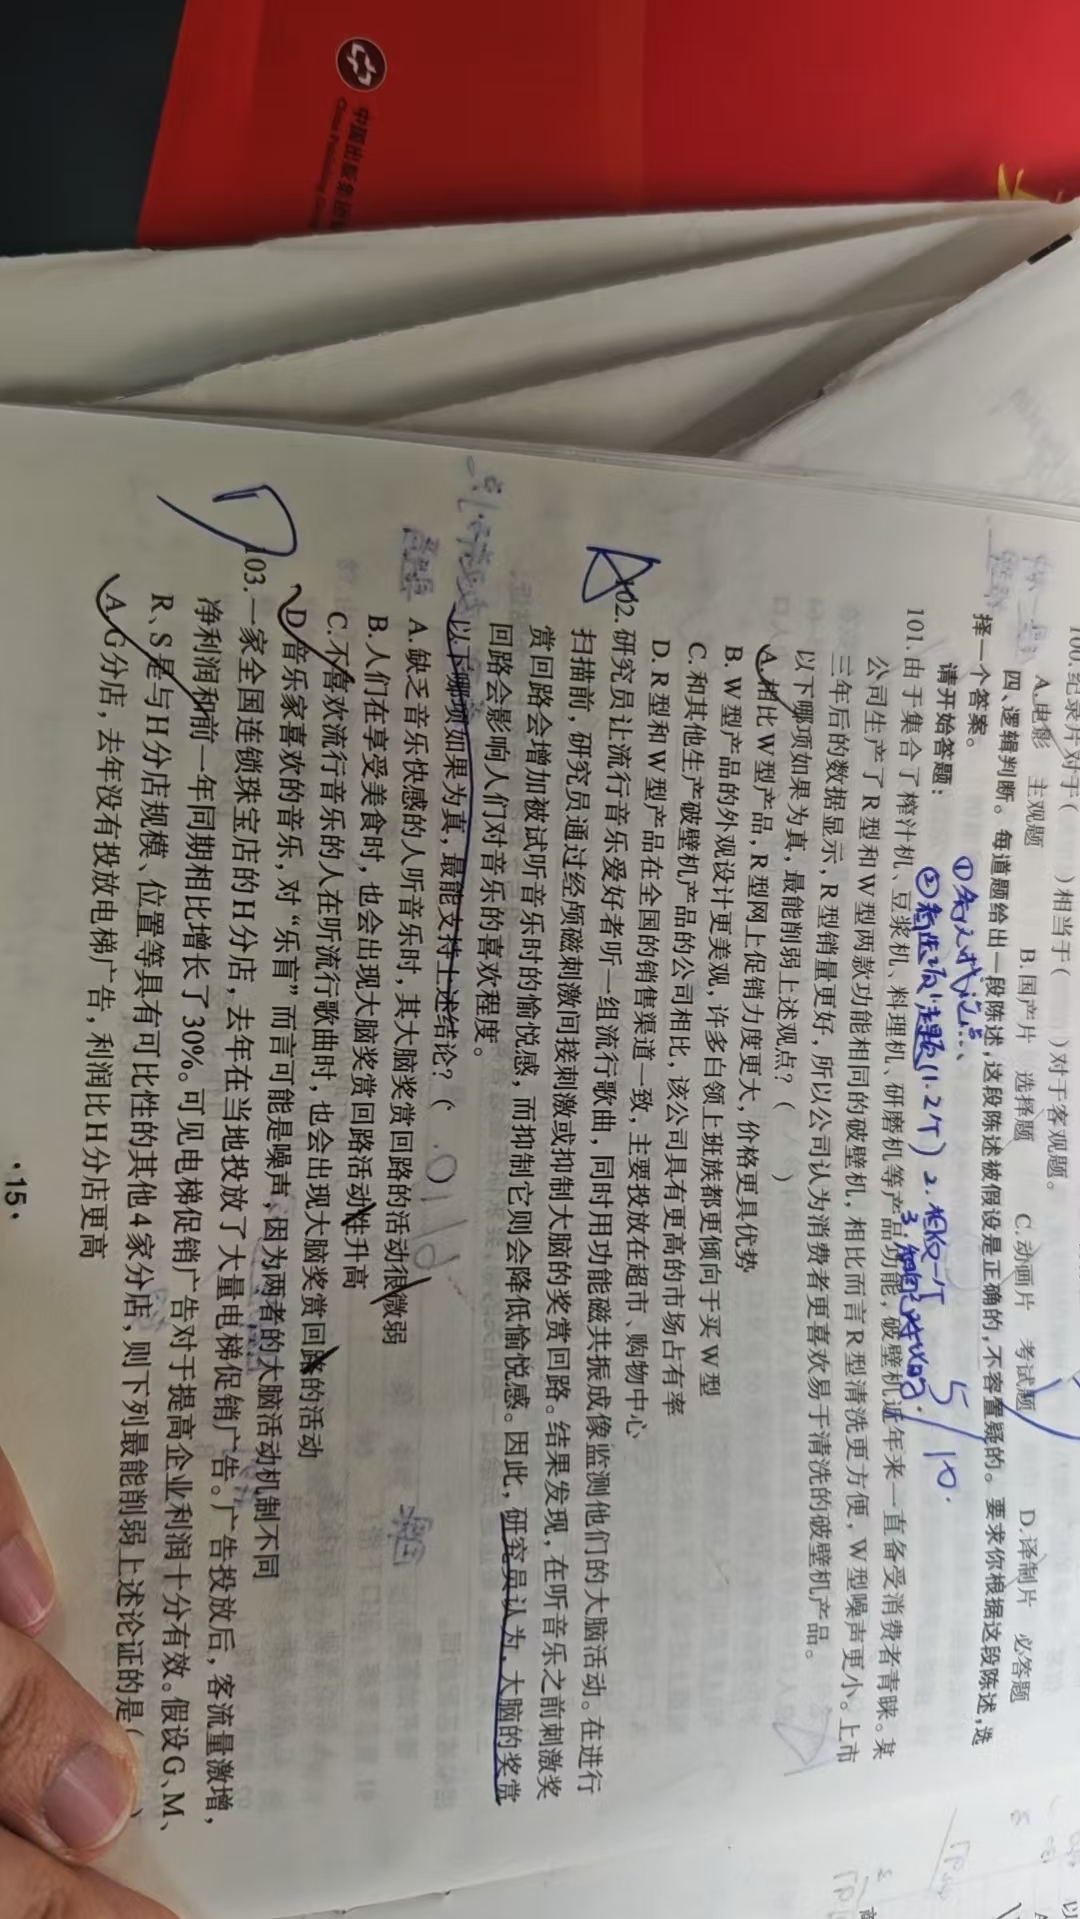 中国出版集团
100.纪录片对于( )相当于( )对于客观题。
A.电影 主观题 B.国产片 选择题 C.动画片 考试题 D.译制片 必答题
四、逻辑判断。每道题给出一段陈述,这段陈述被假设是正确的,不容置疑的。要求你根据这段陈述,选
择一个答案。
请开始答题:
5/10.
101.由于集合了榨汁机、豆浆机、料理机、研磨机等产品功能,破壁机近年来一直备受消费者青睐。某
公司生产了R型和W型两款功能相同的破壁机,相比而言R型清洗更方便,W型噪声更小。上市
三年后的数据显示,R型销量更好,所以公司认为消费者更喜欢易于清洗的破壁机产品。
以下哪项如果为真,最能削弱上述观点?( )
A.相比W型产品,R型网上促销力度更大,价格更具优势
B.W型产品的外观设计更美观,许多白领上班族都更倾向于买W型
C.和其他生产破壁机产品的公司相比,该公司具有更高的市场占有率
D.R型和W型产品在全国的销售渠道一致,主要投放在超市、购物中心
102.研究员让流行音乐爱好者听一组流行歌曲,同时用功能磁共振成像监测他们的大脑活动。在进行
扫描前,研究员通过经颅磁刺激间接刺激或抑制大脑的奖赏回路。结果发现,在听音乐之前刺激奖
赏回路会增加被试听音乐时的愉悦感,而抑制它则会降低愉悦感。因此,研究员认为,大脑的奖赏
回路会影响人们对音乐的喜欢程度。
以下哪项如果为真,最能支持上述结论?( )
A.缺乏音乐快感的人听音乐时,其大脑奖赏回路的活动很微弱
B.人们在享受美食时,也会出现大脑奖赏回路活动性升高
C.不喜欢流行音乐的人在听流行歌曲时,也会出现大脑奖赏回路的活动
D.音乐家喜欢的音乐,对“乐盲”而言可能是噪声,因为两者的大脑活动机制不同
103.一家全国连锁珠宝店的H分店,去年在当地投放了大量电梯促销广告。广告投放后,客流量激增,
净利润和前一年同期相比增长了30%。可见电梯促销广告对于提高企业利润十分有效。假设G、M、
R、S是与H分店规模、位置等具有可比性的其他4家分店,则下列最能削弱上述论证的是( )
A.G分店,去年没有投放电梯广告,利润比H分店更高
·15·